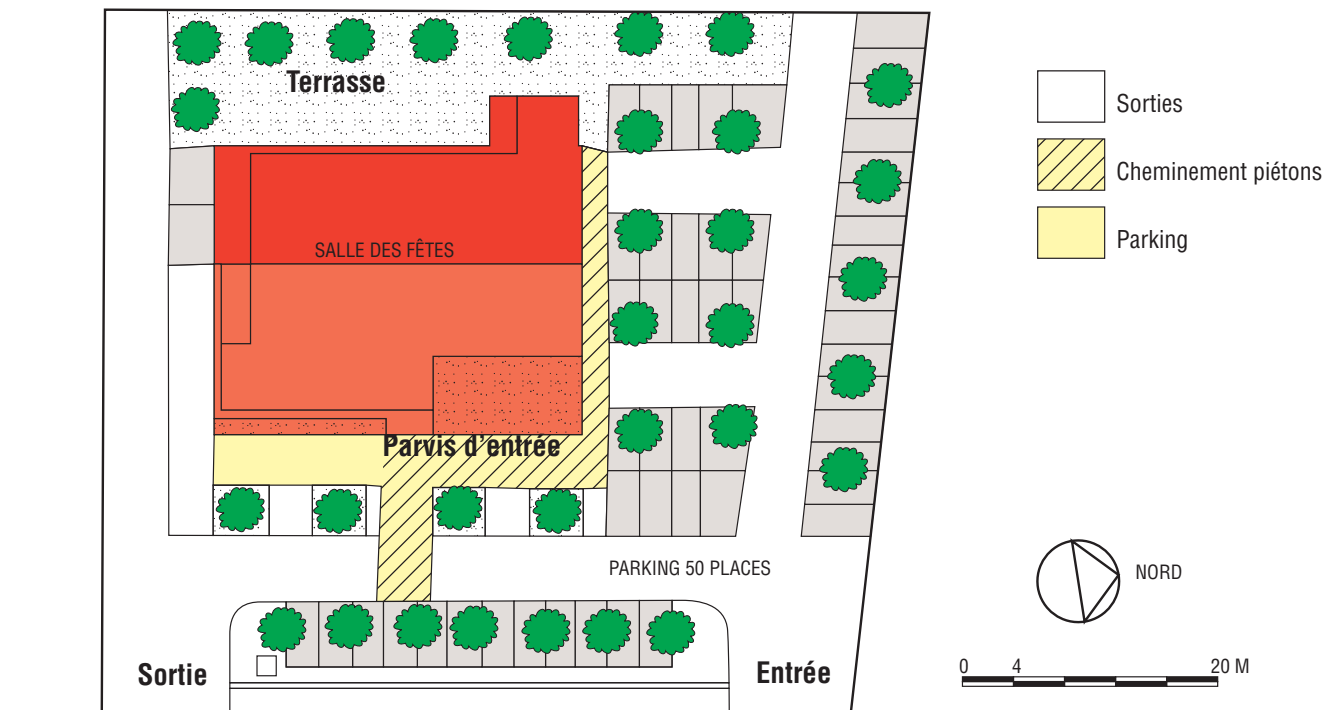 Terrasse
SALLE DES FÊTES
Parvis d'entrée
PARKING 50 PLACES
Sortie
Entrée
Sorties
Cheminement piétons
Parking
NORD
0 4 20 M